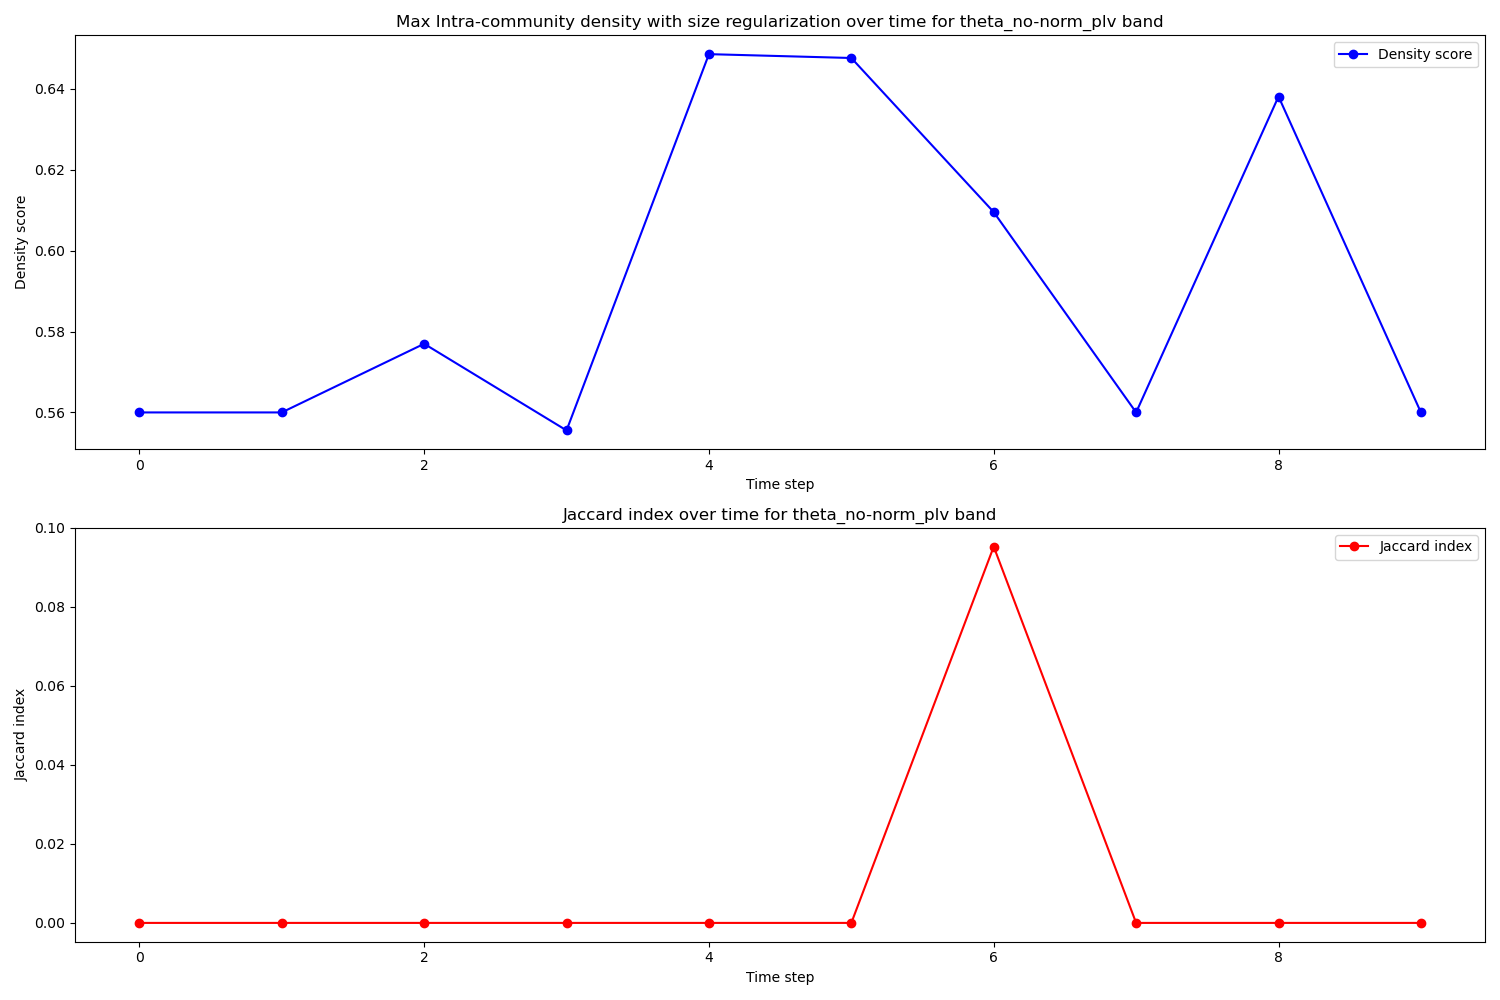 Max Intra-community density with size regularization over time for theta_no-norm_plv band
Density score
0.64
0.62
0.60
0.58
0.56
Density score
0 2 4 6 8
Time step
Jaccard index over time for theta_no-norm_plv band
0.10
Jaccard index
0.08
0.06
0.04
0.02
0.00
Jaccard index
0 2 4 6 8
Time step